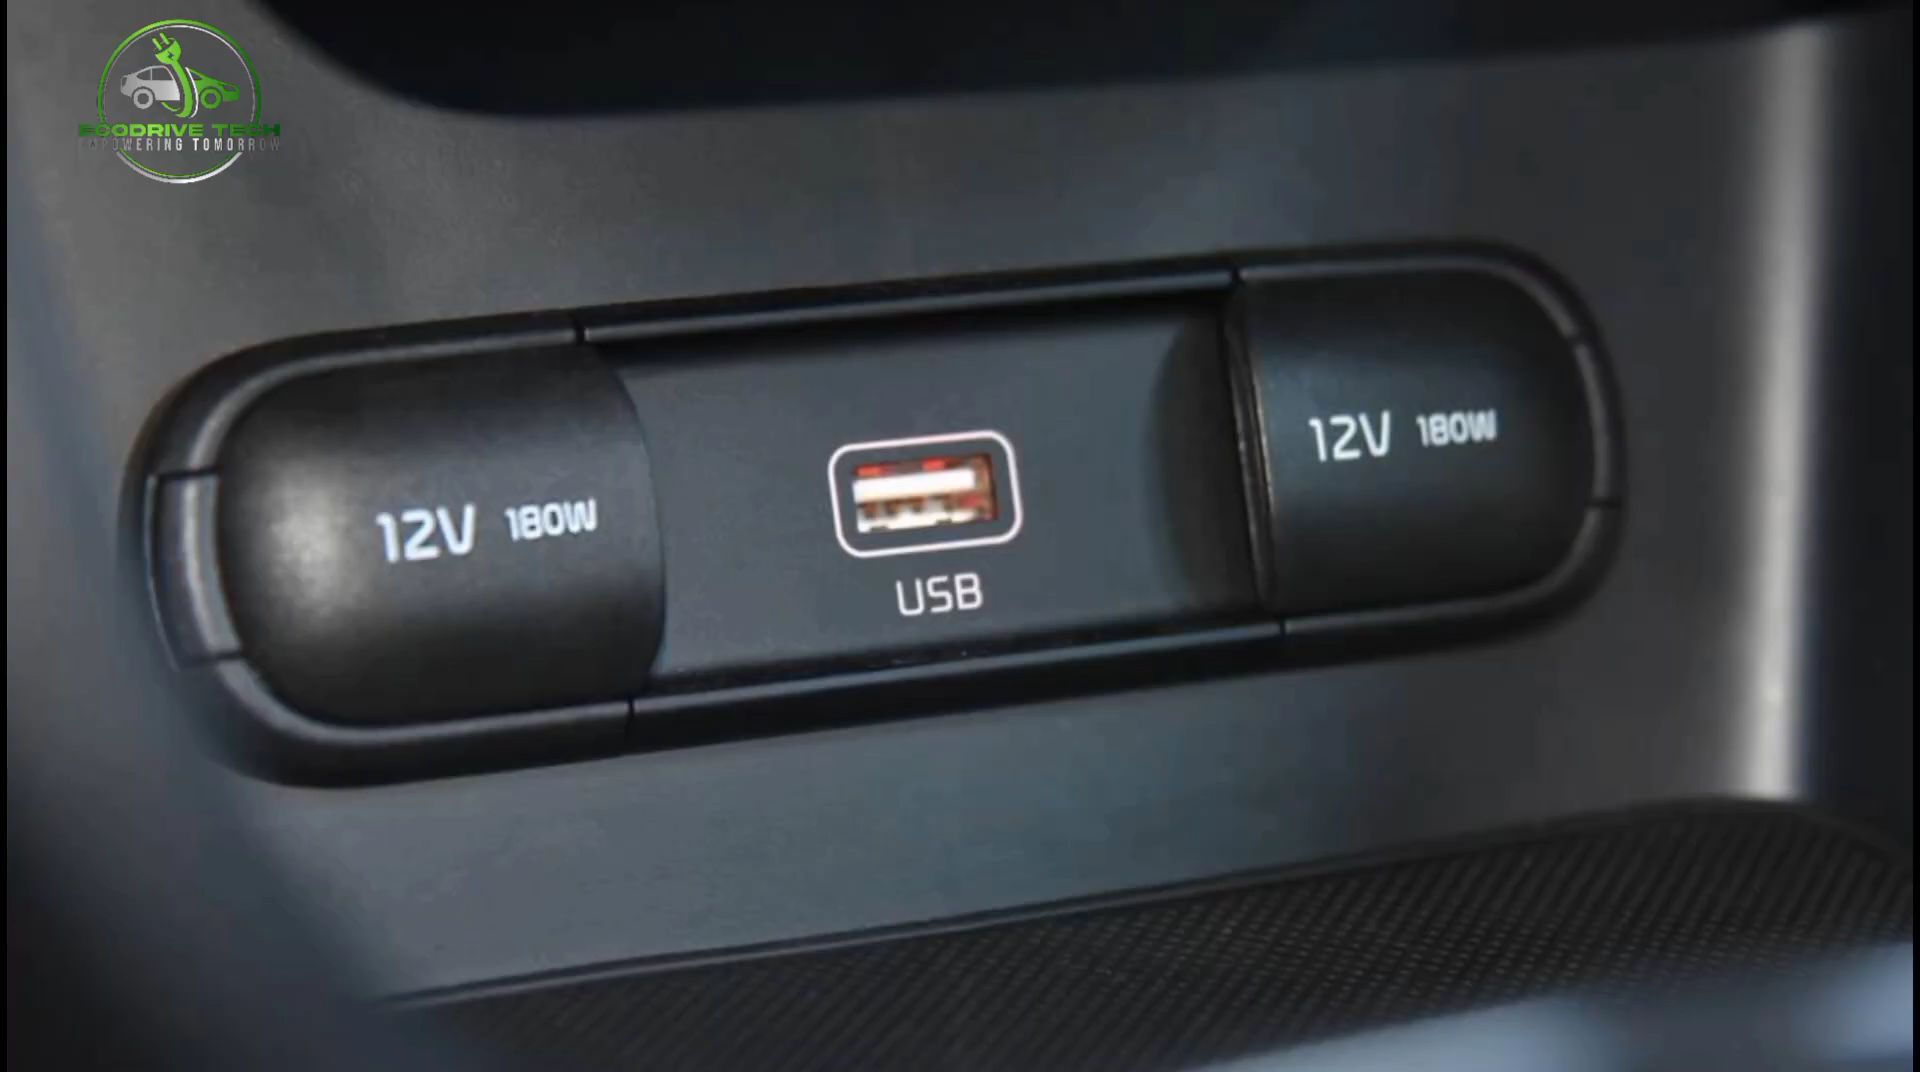 ECODRIVE TECH
EMPOWERING TOMORROW
12V 180W
USB
12V 180W